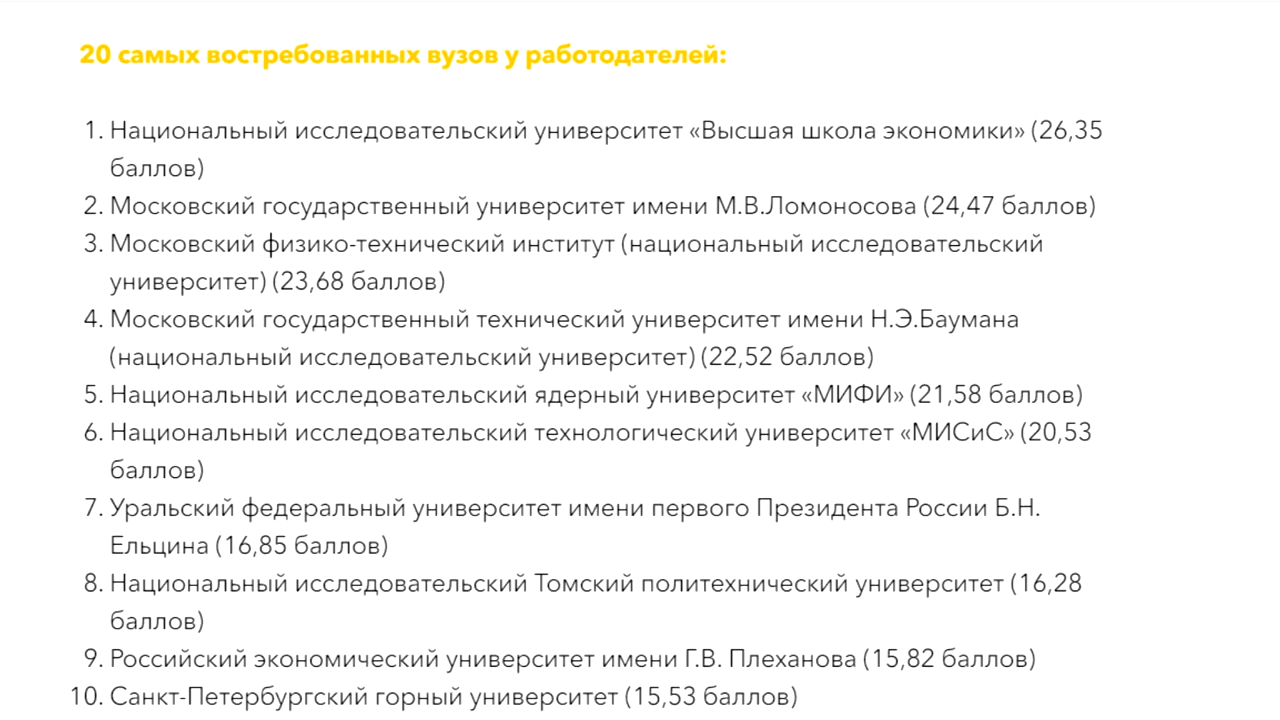 20 самых востребованных вузов у работодателей:
1. Национальный исследовательский университет «Высшая школа экономики» (26,35
баллов)
2. Московский государственный университет имени М.В.Ломоносова (24,47 баллов)
3. Московский физико-технический институт (национальный исследовательский
университет) (23,68 баллов)
4. Московский государственный технический университет имени Н.Э.Баумана
(национальный исследовательский университет) (22,52 баллов)
5. Национальный исследовательский ядерный университет «МИФИ» (21,58 баллов)
6. Национальный исследовательский технологический университет «МИСиС» (20,53
баллов)
7. Уральский федеральный университет имени первого Президента России Б.Н.
Ельцина (16,85 баллов)
8. Национальный исследовательский Томский политехнический университет (16,28
баллов)
9. Российский экономический университет имени Г.В. Плеханова (15,82 баллов)
10. Санкт-Петербургский горный университет (15,53 баллов)